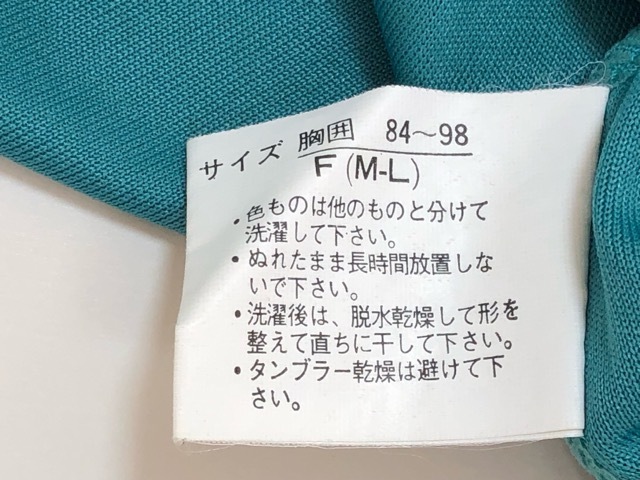 サイズ 胸囲 84〜98
F(M-L)
・色ものは他のものと分けて
洗濯して下さい。
・ぬれたまま長時間放置しな
いで下さい。
・洗濯後は、脱水乾燥して形を
整えて直ちに干して下さい。
・タンブラー乾燥は避けて下
さい。